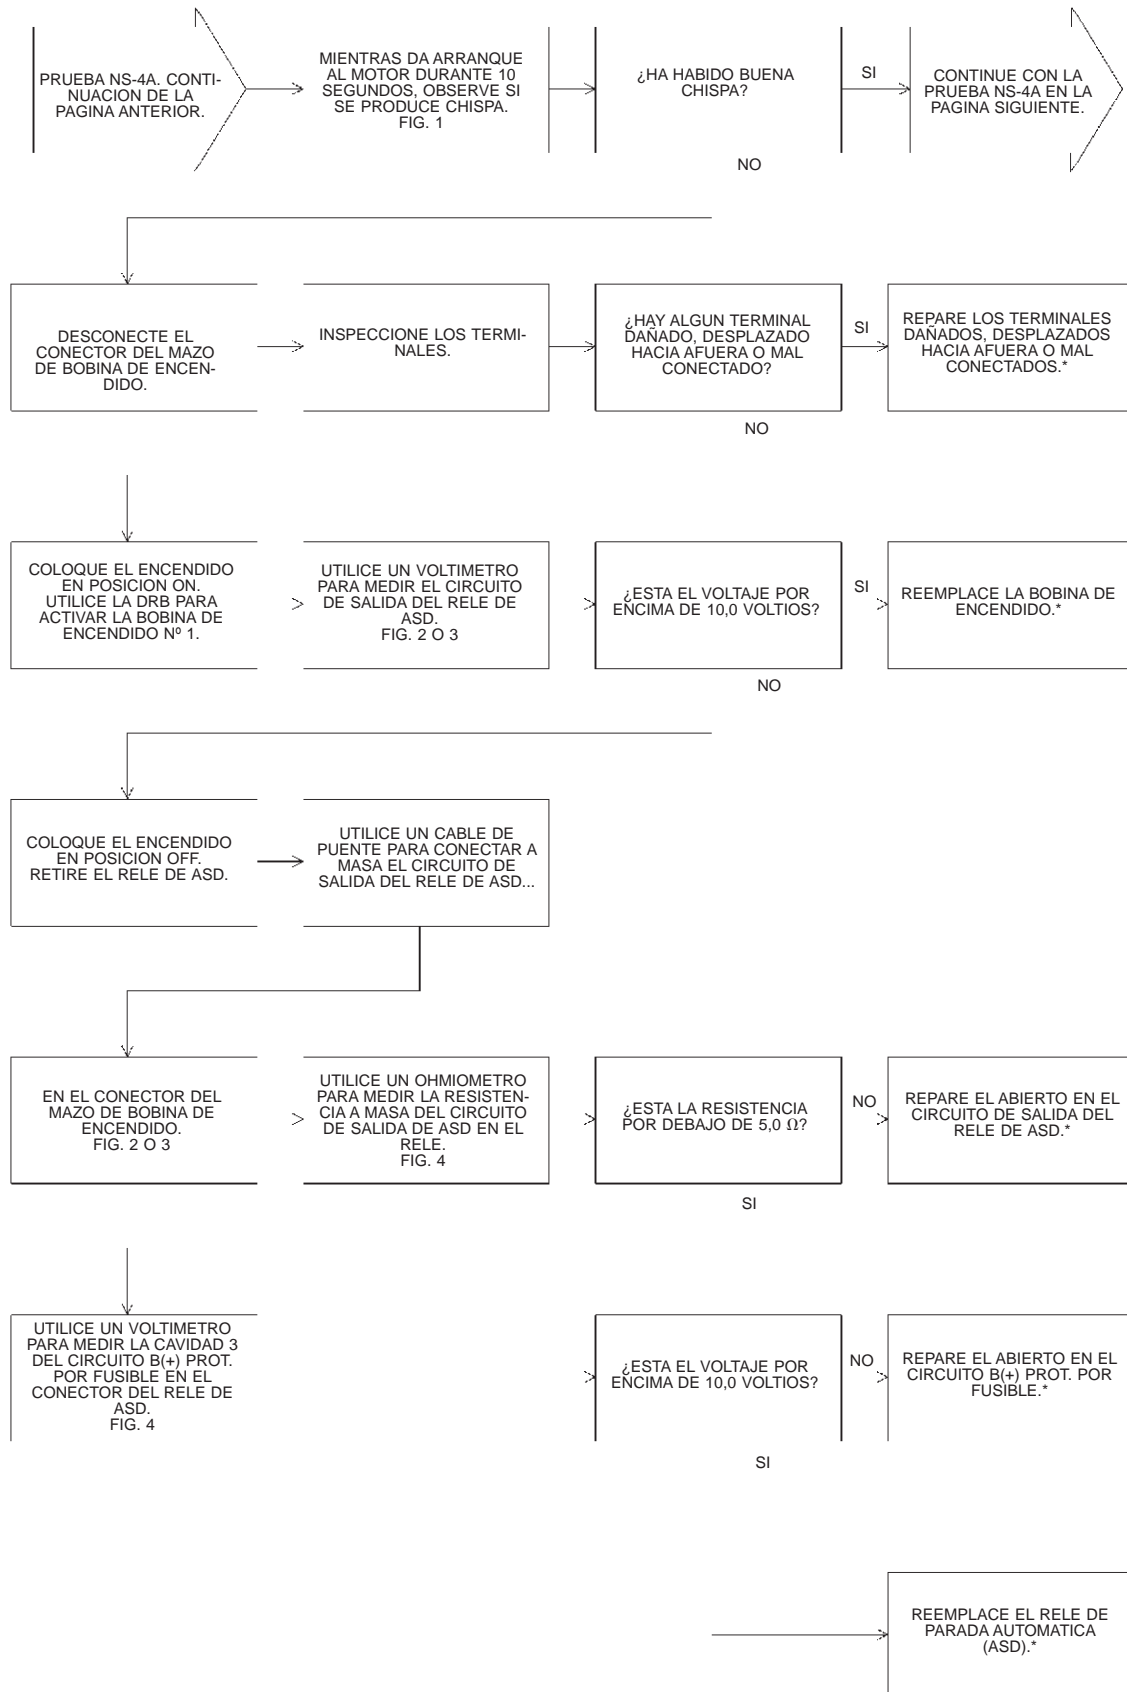 PRUEBA NS-4A. CONTI-
NUACION DE LA
PAGINA ANTERIOR.
MIENTRAS DA ARRANQUE
AL MOTOR DURANTE 10
SEGUNDOS, OBSERVE SI
SE PRODUCE CHISPA.
FIG. 1
¿HA HABIDO BUENA
CHISPA?
SI
CONTINUE CON LA
PRUEBA NS-4A EN LA
PAGINA SIGUIENTE.
NO
DESCONECTE EL
CONECTOR DEL MAZO
DE BOBINA DE ENCEN-
DIDO.
INSPECCIONE LOS TERMI-
NALES.
¿HAY ALGUN TERMINAL
DAÑADO, DESPLAZADO
HACIA AFUERA O MAL
CONECTADO?
SI
REPARE LOS TERMINALES
DAÑADOS, DESPLAZADOS
HACIA AFUERA O MAL
CONECTADOS.*
NO
COLOQUE EL ENCENDIDO
EN POSICION ON.
UTILICE LA DRB PARA
ACTIVAR LA BOBINA DE
ENCENDIDO Nº 1.
UTILICE UN VOLTIMETRO
PARA MEDIR EL CIRCUITO
DE SALIDA DEL RELE DE
ASD.
FIG. 2 O 3
¿ESTA EL VOLTAJE POR
ENCIMA DE 10,0 VOLTIOS?
SI
REEMPLACE LA BOBINA DE
ENCENDIDO.*
NO
COLOQUE EL ENCENDIDO
EN POSICION OFF.
RETIRE EL RELE DE ASD.
UTILICE UN CABLE DE
PUENTE PARA CONECTAR A
MASA EL CIRCUITO DE
SALIDA DEL RELE DE ASD...
EN EL CONECTOR DEL
MAZO DE BOBINA DE
ENCENDIDO.
FIG. 2 O 3
UTILICE UN OHMIOMETRO
PARA MEDIR LA RESISTEN-
CIA A MASA DEL CIRCUITO
DE SALIDA DE ASD EN EL
RELE.
FIG. 4
¿ESTA LA RESISTENCIA
POR DEBAJO DE 5,0 Ω?
NO
REPARE EL ABIERTO EN EL
CIRCUITO DE SALIDA DEL
RELE DE ASD.*
SI
UTILICE UN VOLTIMETRO
PARA MEDIR LA CAVIDAD 3
DEL CIRCUITO B(+) PROT.
POR FUSIBLE EN EL
CONECTOR DEL RELE DE
ASD.
FIG. 4
¿ESTA EL VOLTAJE POR
ENCIMA DE 10,0 VOLTIOS?
NO
REPARE EL ABIERTO EN EL
CIRCUITO B(+) PROT. POR
FUSIBLE.*
SI
REEMPLACE EL RELE DE
PARADA AUTOMATICA
(ASD).*